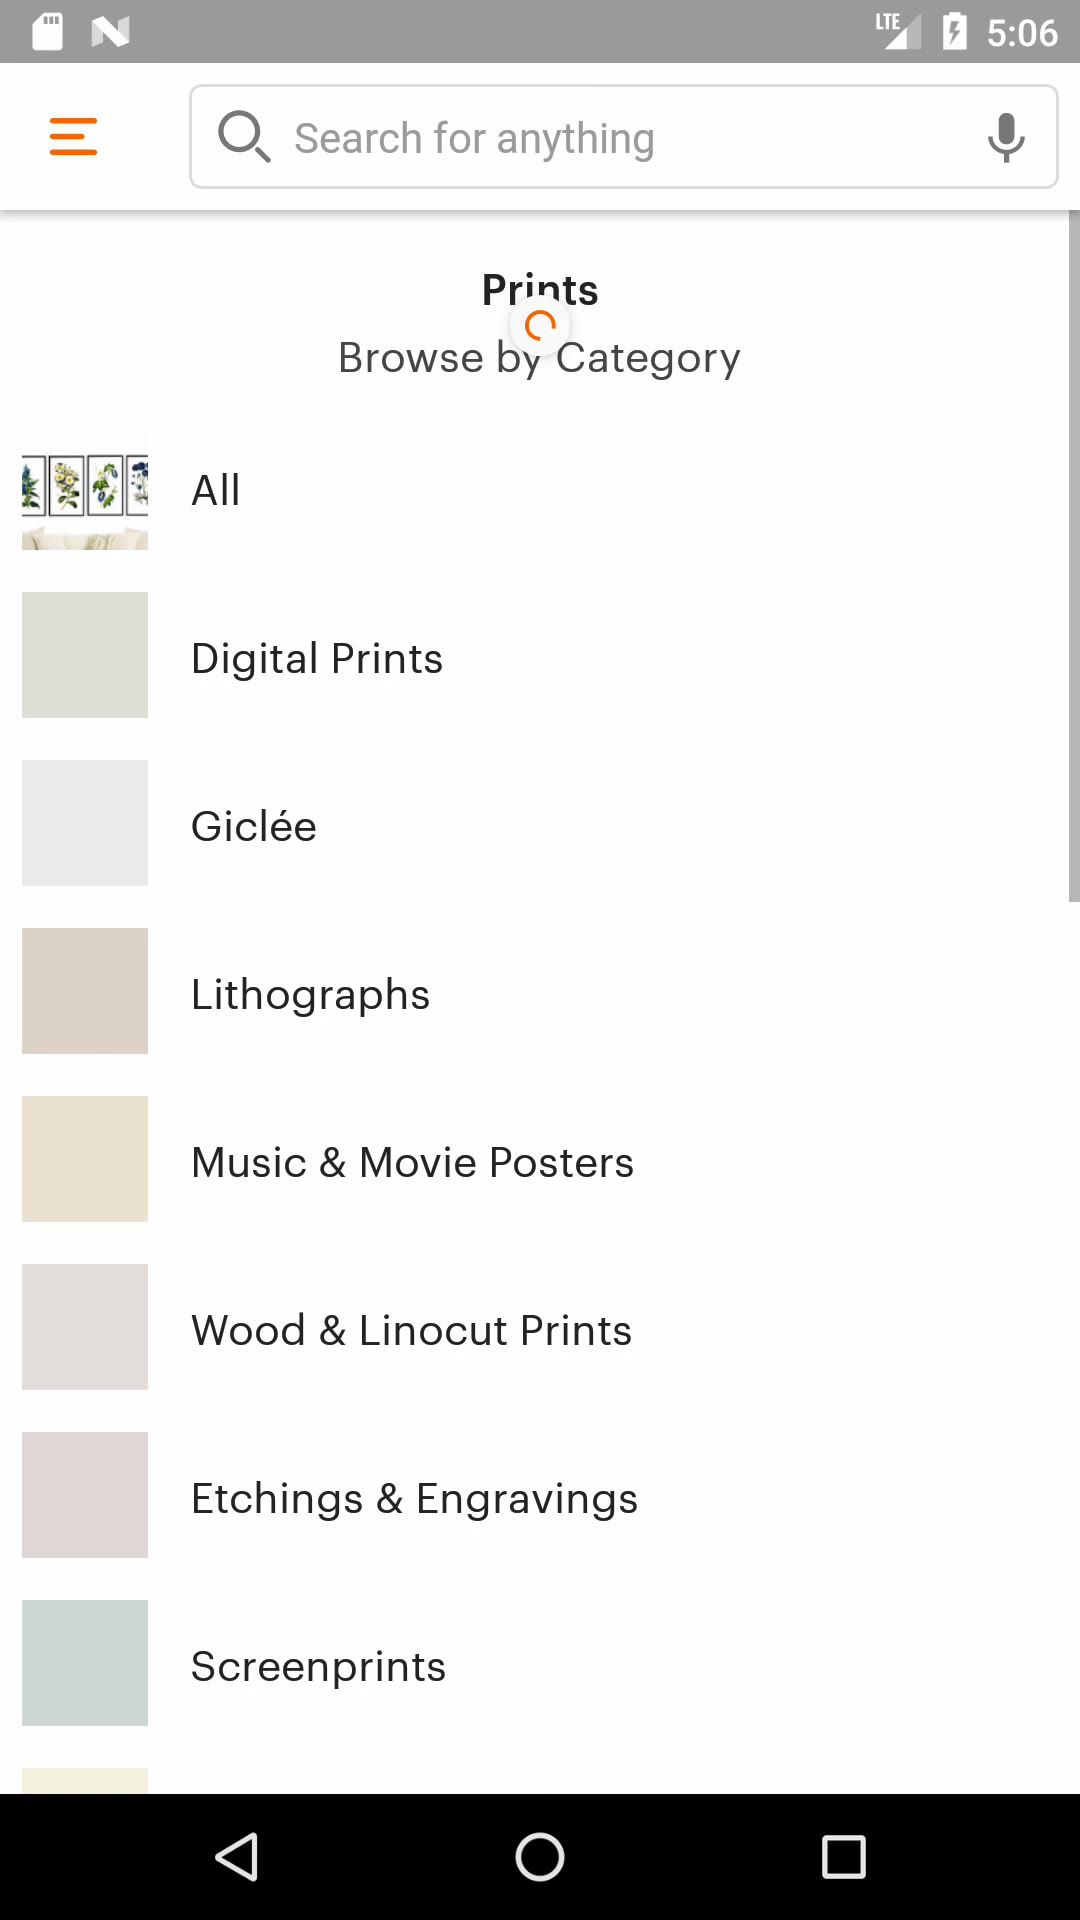 LTE 5:06
Search for anything
Prints
Browse by Category
All
Digital Prints
Giclée
Lithographs
Music & Movie Posters
Wood & Linocut Prints
Etchings & Engravings
Screenprints